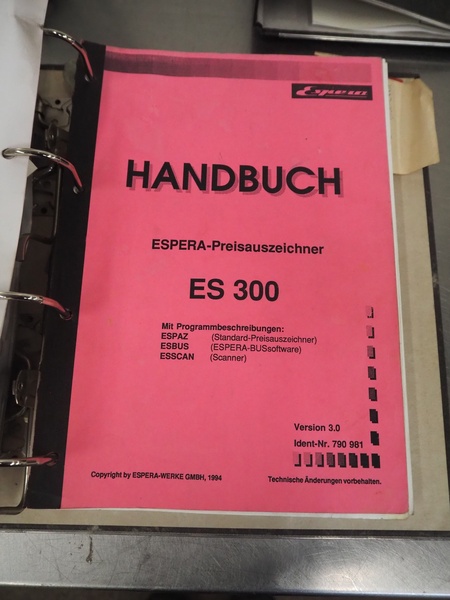 Espera
HANDBUCH
ESPERA-Preisauszeichner
ES 300
Mit Programmbeschreibungen:
ESPAZ (Standard-Preisauszeichner)
ESBUS (ESPERA-BUSsoftware)
ESSCAN (Scanner)
Version 3.0
Ident-Nr. 790 981
Copyright by ESPERA-WERKE GMBH, 1994
Technische Änderungen vorbehalten.